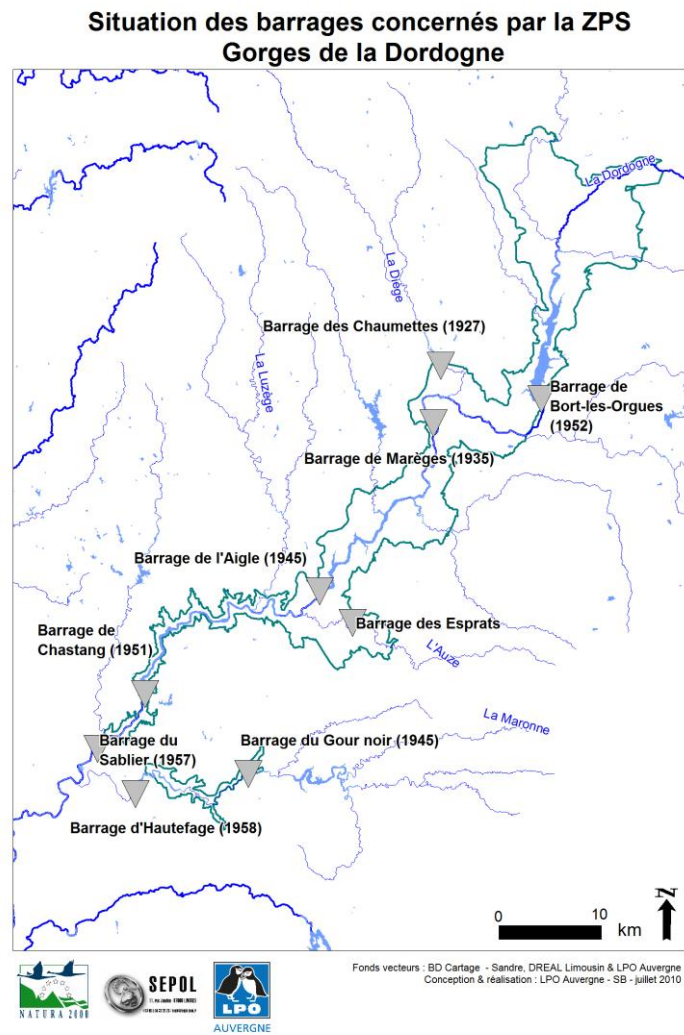 Situation des barrages concernés par la ZPS
Gorges de la Dordogne
La Dordogne
La Diège
Barrage des Chaumettes (1927)
La Luzège
Barrage de
Bort-les-Orgues
(1952)
Barrage de Marèges (1935)
Barrage de l'Aigle (1945)
Barrage des Esprats
Barrage de
Chastang (1951)
L'Auze
La Maronne
Barrage du
Sablier (1957)
Barrage du Gour noir (1945)
Barrage d'Hautefage (1958)
N
0 10
km
NATURA 2000
SEPOL
LPO
AUVERGNE
Fonds vecteurs : BD Cartage - Sandre, DREAL Limousin & LPO Auvergne
Conception & réalisation : LPO Auvergne - SB - juillet 2010